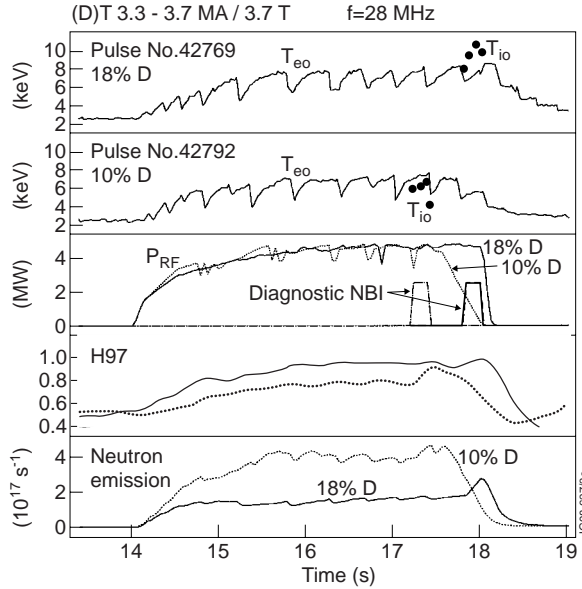 (D)T 3.3 - 3.7 MA / 3.7 T f=28 MHz
10
8
6
4
2
(keV)
Pulse No.42769
18% D
Teo
Tio
10
8
6
4
2
(keV)
Pulse No.42792
10% D
Teo
Tio
4
2
0
(MW)
PRF
18% D
10% D
Diagnostic NBI
1.0
0.8
0.6
0.4
H97
4
2
0
(10¹⁷ s⁻¹)
Neutron
emission
10% D
18% D
14 15 16 17 18 19
Time (s)